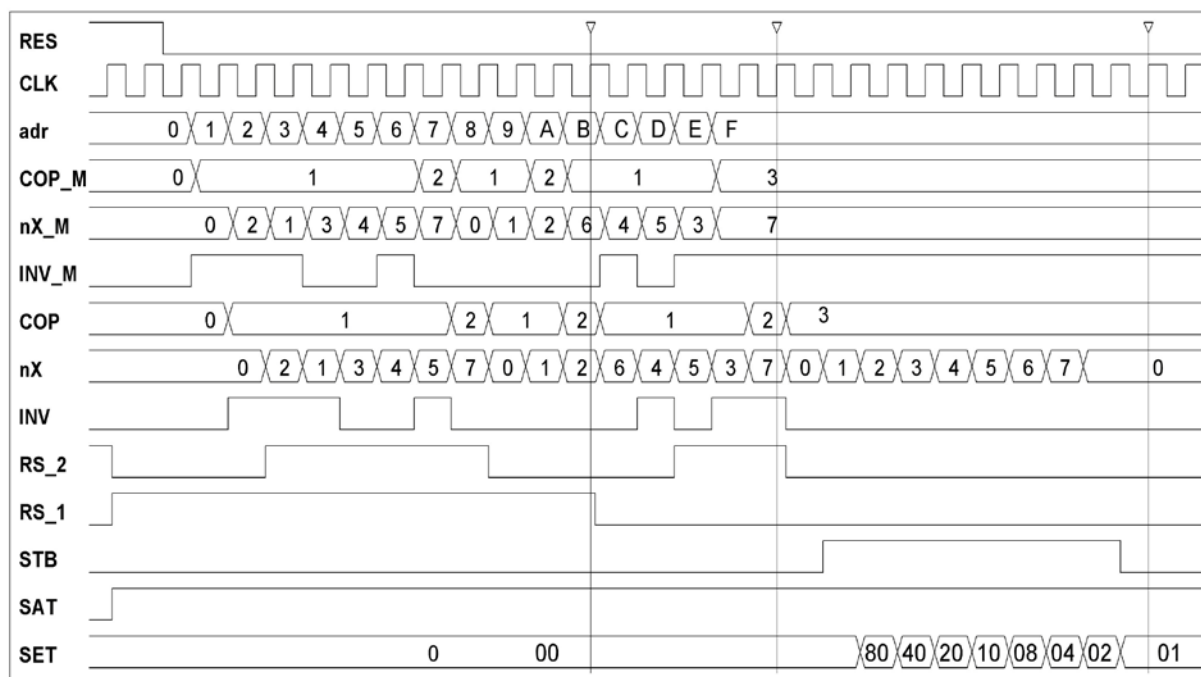 RES
CLK
adr 0 1 2 3 4 5 6 7 8 9 A B C D E F
COP_M 0 1 2 1 2 1 3
nX_M 0 2 1 3 4 5 7 0 1 2 6 4 5 3 7
INV_M
COP 0 1 2 1 2 1 2 3
nX 0 2 1 3 4 5 7 0 1 2 6 4 5 3 7 0 1 2 3 4 5 6 7 0
INV
RS_2
RS_1
STB
SAT
SET 0 00 80 40 20 10 08 04 02 01